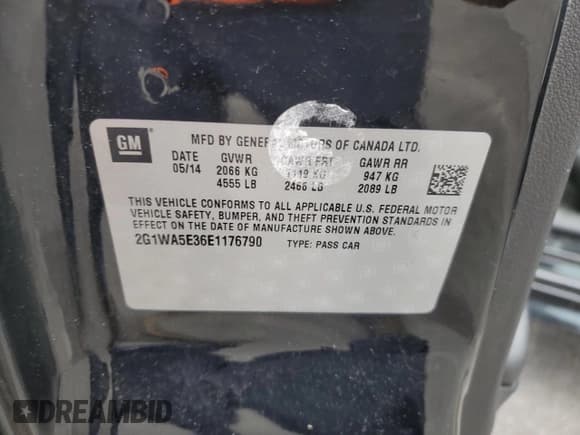 GM
MFD BY GENERAL MOTORS OF CANADA LTD.
DATE GVWR GAWR FRT GAWR RR
05/14 2066 KG 1119 KG 947 KG
4555 LB 2466 LB 2089 LB
THIS VEHICLE CONFORMS TO ALL APPLICABLE U.S. FEDERAL MOTOR
VEHICLE SAFETY, BUMPER, AND THEFT PREVENTION STANDARDS IN
EFFECT ON THE DATE OF MANUFACTURE SHOWN ABOVE.
2G1WA5E36E1176790 TYPE: PASS CAR
DREAMBID